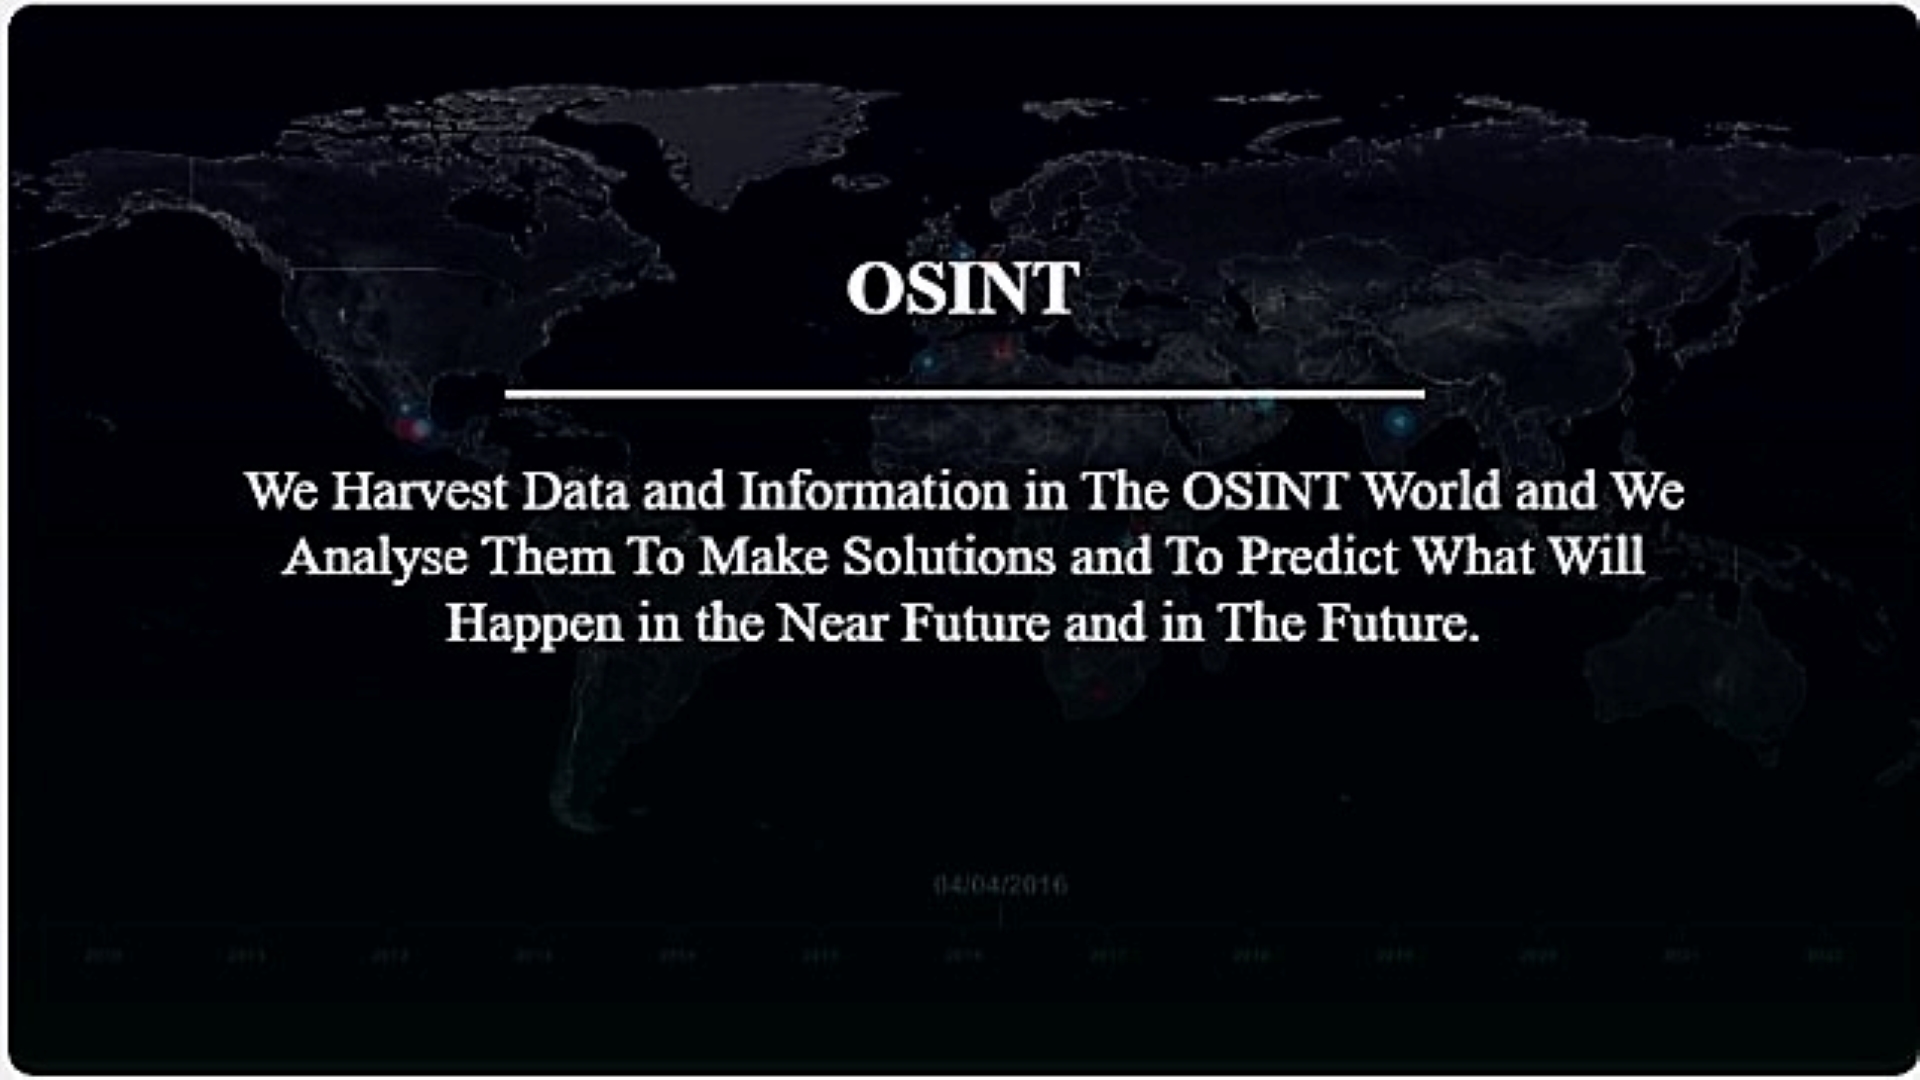 OSINT
We Harvest Data and Information in The OSINT World and We
Analyse Them To Make Solutions and To Predict What Will
Happen in the Near Future and in The Future.
04/04/2016